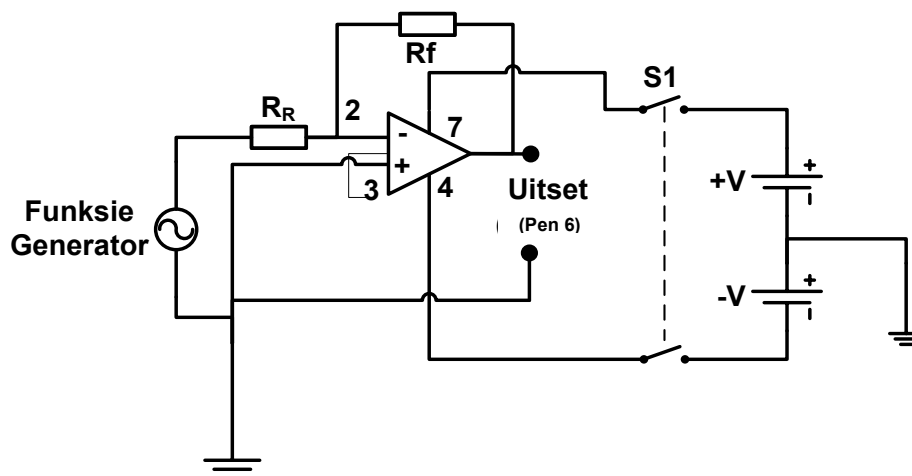 Rf
S1
RR
2
7
-
+
3
4
+V
+
-V
+
Uitset
(Pen 6)
Funksie
Generator